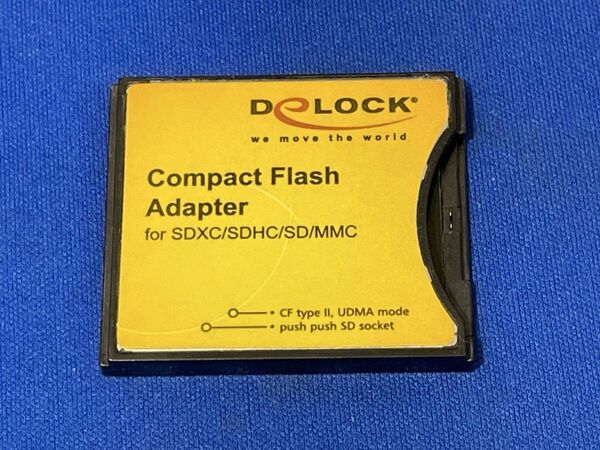 DeLOCK®
we move the world
Compact Flash
Adapter
for SDXC/SDHC/SD/MMC
• CF type II, UDMA mode
• push push SD socket